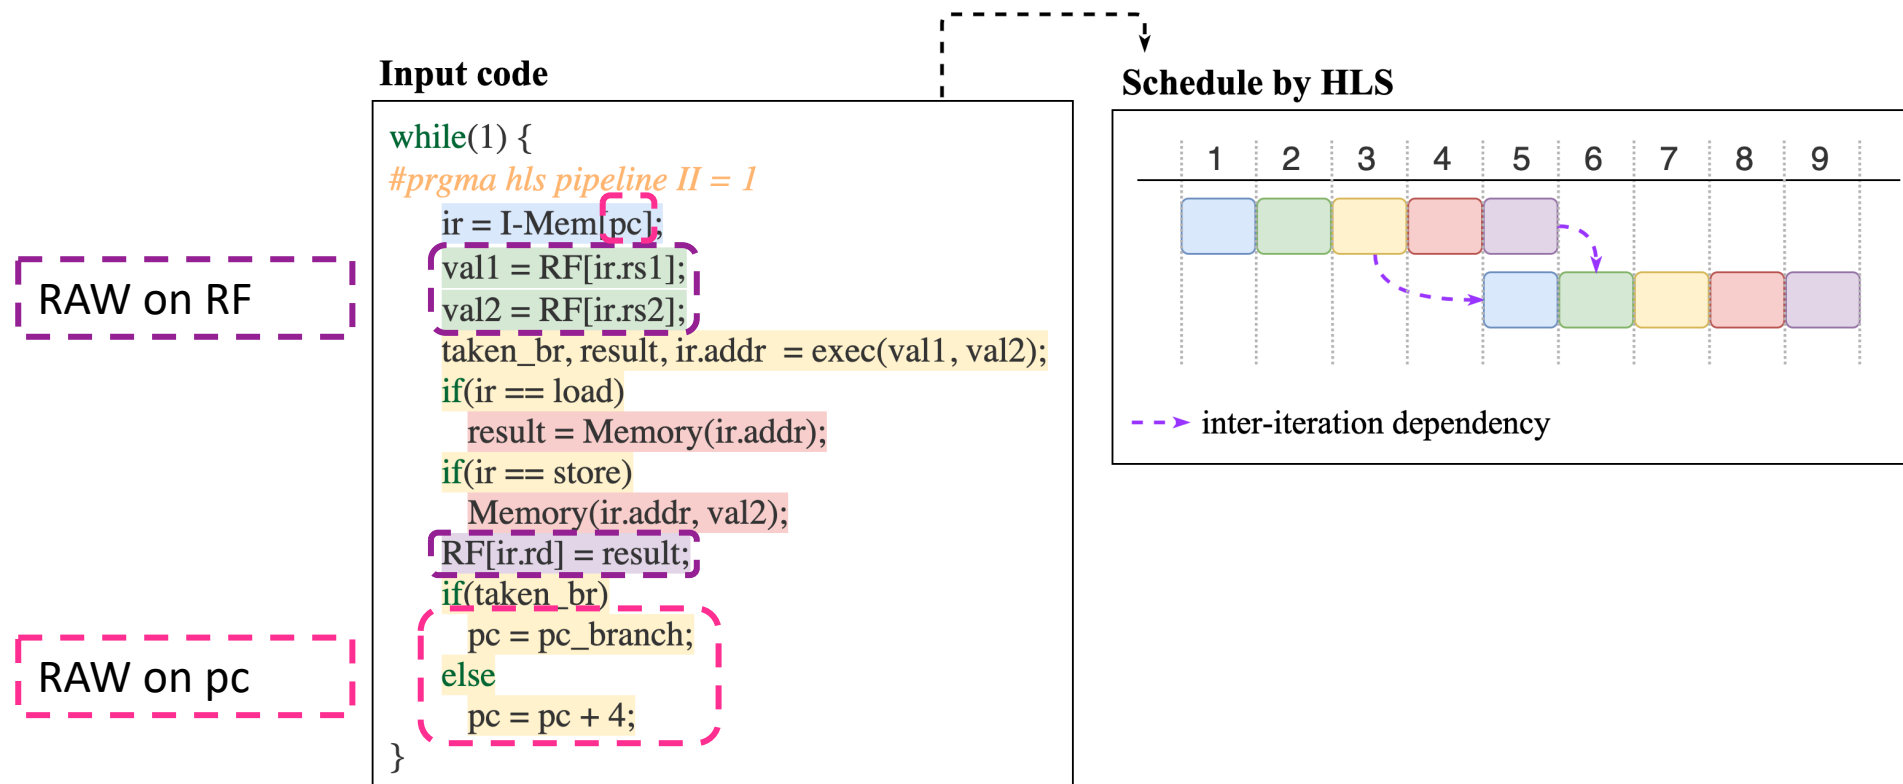 Input code
while(1) {
#prgma hls pipeline II = 1
ir = I-Mem[pc];
val1 = RF[ir.rs1];
val2 = RF[ir.rs2];
taken_br, result, ir.addr = exec(val1, val2);
if(ir == load)
result = Memory(ir.addr);
if(ir == store)
Memory(ir.addr, val2);
RF[ir.rd] = result;
if(taken_br)
pc = pc_branch;
else
pc = pc + 4;
}
RAW on RF
RAW on pc
Schedule by HLS
1 2 3 4 5 6 7 8 9
inter-iteration dependency